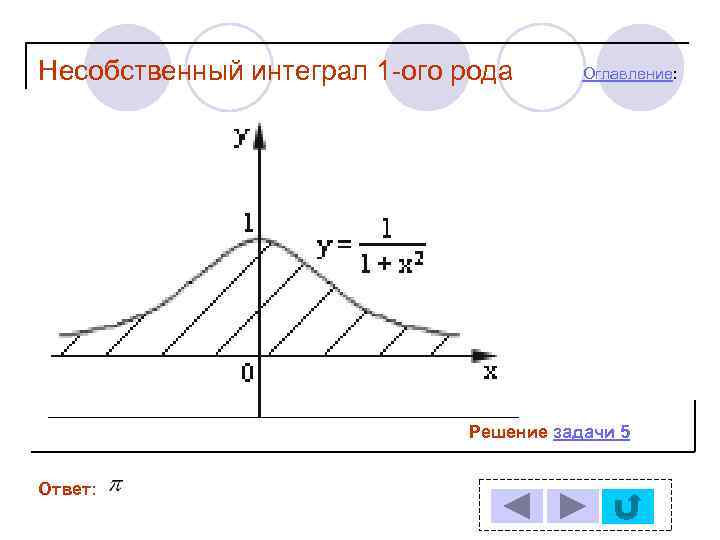 Несобственный интеграл 1-ого рода
Оглавление:
y
1
y = 1 / 1 + x²
0
x
Решение задачи 5
Ответ: π